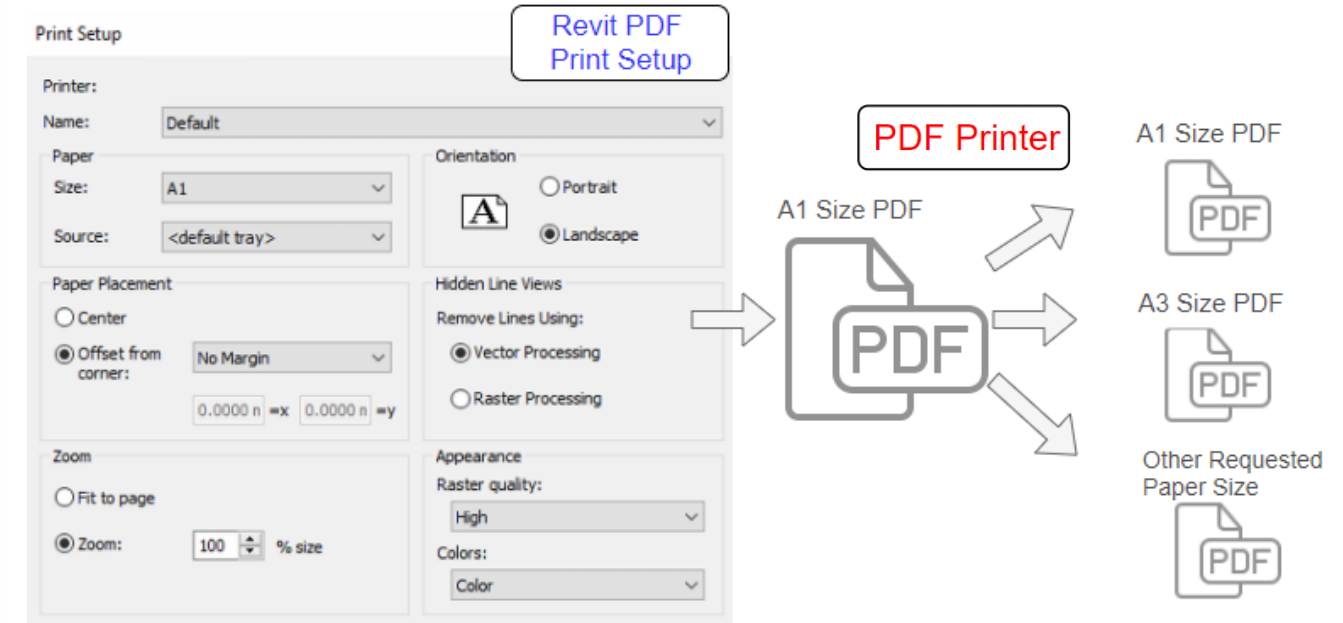 Print Setup
Revit PDF
Print Setup
Printer:
Name:
Default
Paper
Size:
A1
Source:
<default tray>
Orientation
A
Portrait
Landscape
Paper Placement
Center
Offset from
corner:
No Margin
0.0000 n =x 0.0000 n =y
Hidden Line Views
Remove Lines Using:
Vector Processing
Raster Processing
Zoom
Fit to page
Zoom:
100
% size
Appearance
Raster quality:
High
Colors:
Color
A1 Size PDF
PDF
PDF Printer
A1 Size PDF
PDF
A3 Size PDF
PDF
Other Requested
Paper Size
PDF